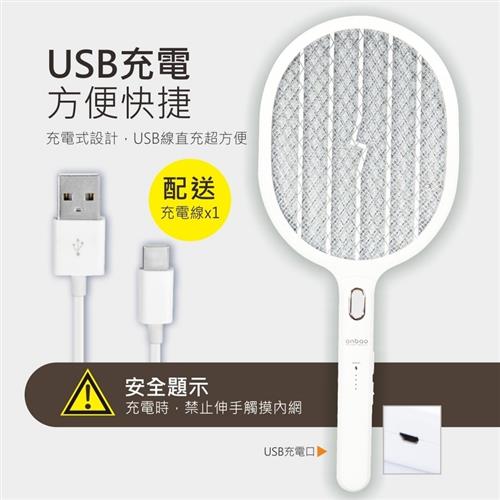 USB充電
方便快捷
充電式設計，USB線直充超方便
配送
充電線x1
anbao
安全題示
充電時，禁止伸手觸摸內網
USB充電口